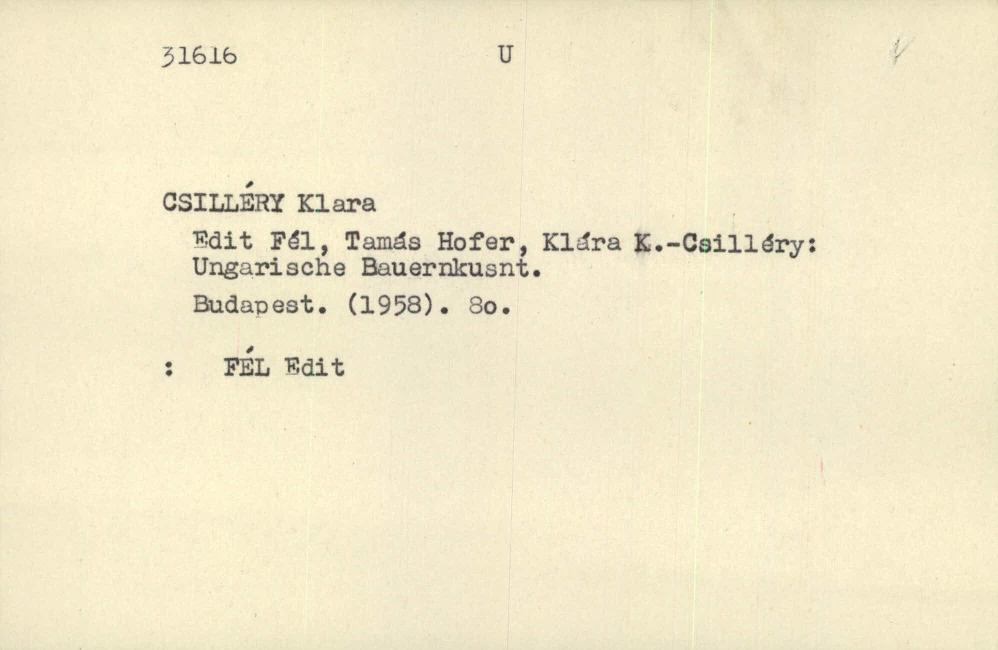 31616 U
CSILLÉRY Klara
Edit Fél, Tamás Hofer, Klára K.-Csilléry:
Ungarische Bauernkusnt.
Budapest. (1958). 8o.
: FÉL Edit